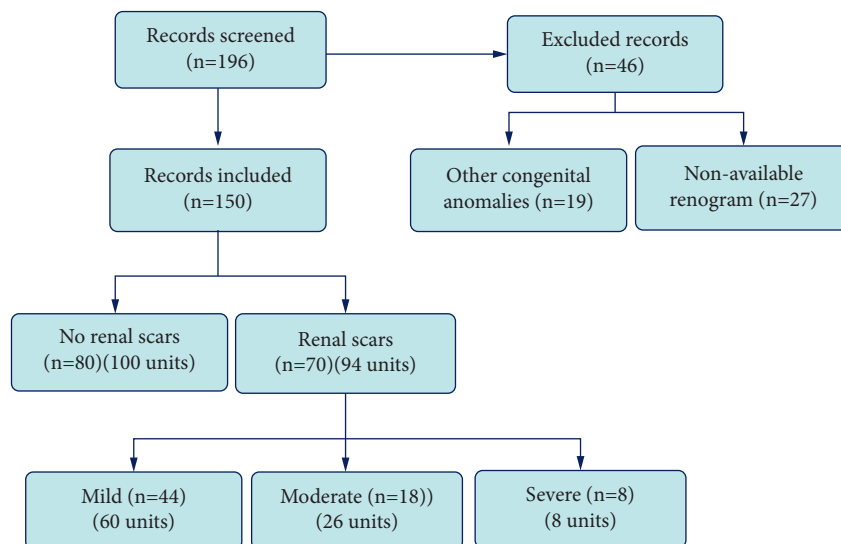 Records screened
(n=196)
Excluded records
(n=46)
Records included
(n=150)
Other congenital
anomalies (n=19)
Non-available
renogram (n=27)
No renal scars
(n=80)(100 units)
Renal scars
(n=70)(94 units)
Mild (n=44)
(60 units)
Moderate (n=18))
(26 units)
Severe (n=8)
(8 units)